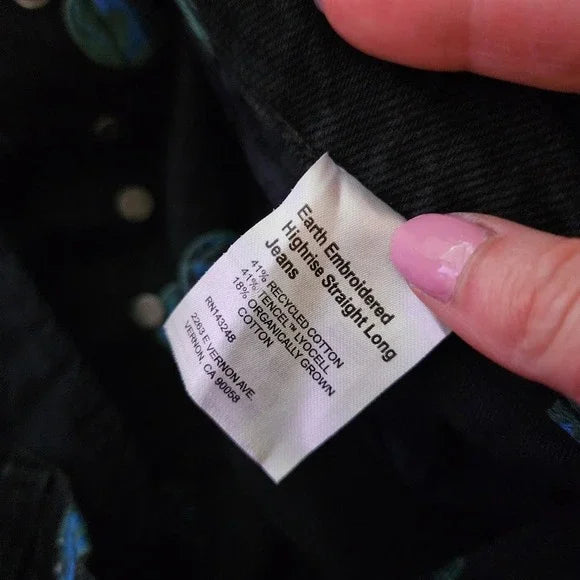 Earth Embroidered
Highrise Straight Long
Jeans
41% RECYCLED COTTON
41% TENCEL™ LYOCELL
18% ORGANICALLY GROWN
COTTON
RN143248
2263 E VERNON AVE.
VERNON, CA 90058